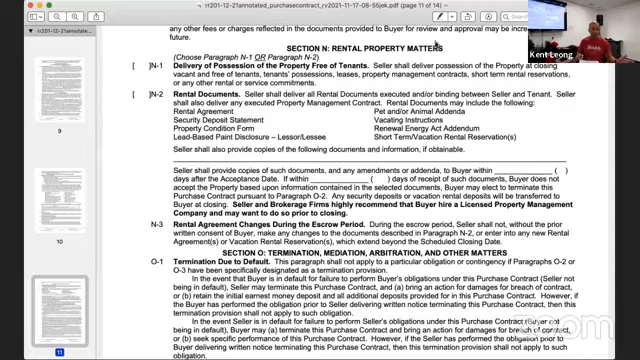 rr201-12-21annotated_purchasecontract_rv2021-11-17-08-55jek.pdf (page 11 of 14)
Search
Kent Leong
any other fees or charges reflected in the documents provided to Buyer for review and approval may be incre
future.
SECTION N: RENTAL PROPERTY MATTERS
(Choose Paragraph N-1 OR Paragraph N-2)
[ ]N-1 Delivery of Possession of the Property Free of Tenants. Seller shall deliver possession of the Property at closing
vacant and free of tenants, tenants' possessions, leases, property management contracts, short term rental reservations,
or any other rental or service commitments.
[ ]N-2 Rental Documents. Seller shall deliver all Rental Documents executed and/or binding between Seller and Tenant. Seller
shall also deliver any executed Property Management Contract. Rental Documents may include the following:
Rental Agreement Pet and/or Animal Addenda
Security Deposit Statement Vacating Instructions
Property Condition Form Renewal Energy Act Addendum
Lead-Based Paint Disclosure – Lessor/Lessee Short Term/Vacation Rental Reservation(s)
Seller shall also provide copies of the following documents and information, if obtainable.
Seller shall provide copies of such documents, and any amendments or addenda, to Buyer within ____________ ( )
days after the Acceptance Date. If within ____________ ( ) days of receipt of such documents, Buyer does not
accept the Property based upon information contained in the selected documents, Buyer may elect to terminate this
Purchase Contract pursuant to Paragraph O-2. Any security deposits or vacation rental deposits will be transferred to
Buyer at closing. Seller and Brokerage Firms highly recommend that Buyer hire a Licensed Property Management
Company and may want to do so prior to closing.
N-3 Rental Agreement Changes During the Escrow Period. During the escrow period, Seller shall not, without the prior
written consent of Buyer, make any changes to the documents described in Paragraph N-2, or enter into any new Rental
Agreement(s) or Vacation Rental Reservation(s), which extend beyond the Scheduled Closing Date.
SECTION O: TERMINATION, MEDIATION, ARBITRATION, AND OTHER MATTERS
O-1 Termination Due to Default. This paragraph shall not apply to a particular obligation or contingency if Paragraphs O-2 or
O-3 have been specifically designated as a termination provision.
In the event that Buyer is in default for failure to perform Buyer's obligations under this Purchase Contract (Seller not
being in default), Seller may terminate this Purchase Contract, and (a) bring an action for damages for breach of contract,
or (b) retain the initial earnest money deposit and all additional deposits provided for in this Purchase Contract. However, if
the Buyer has performed the obligation prior to Seller delivering written notice terminating this Purchase Contract, then this
termination provision shall not apply to such obligation.
In the event Seller is in default for failure to perform Seller's obligations under this Purchase Contract (Buyer not
being in default), Buyer may (a) terminate this Purchase Contract and bring an action for damages for breach of contract,
or (b) seek specific performance of this Purchase Contract. However, if the Seller has performed the obligation prior to
Buyer delivering written notice terminating this Purchase Contract, then this termination provision shall not apply to such
obligation.
9
10
11
zoom